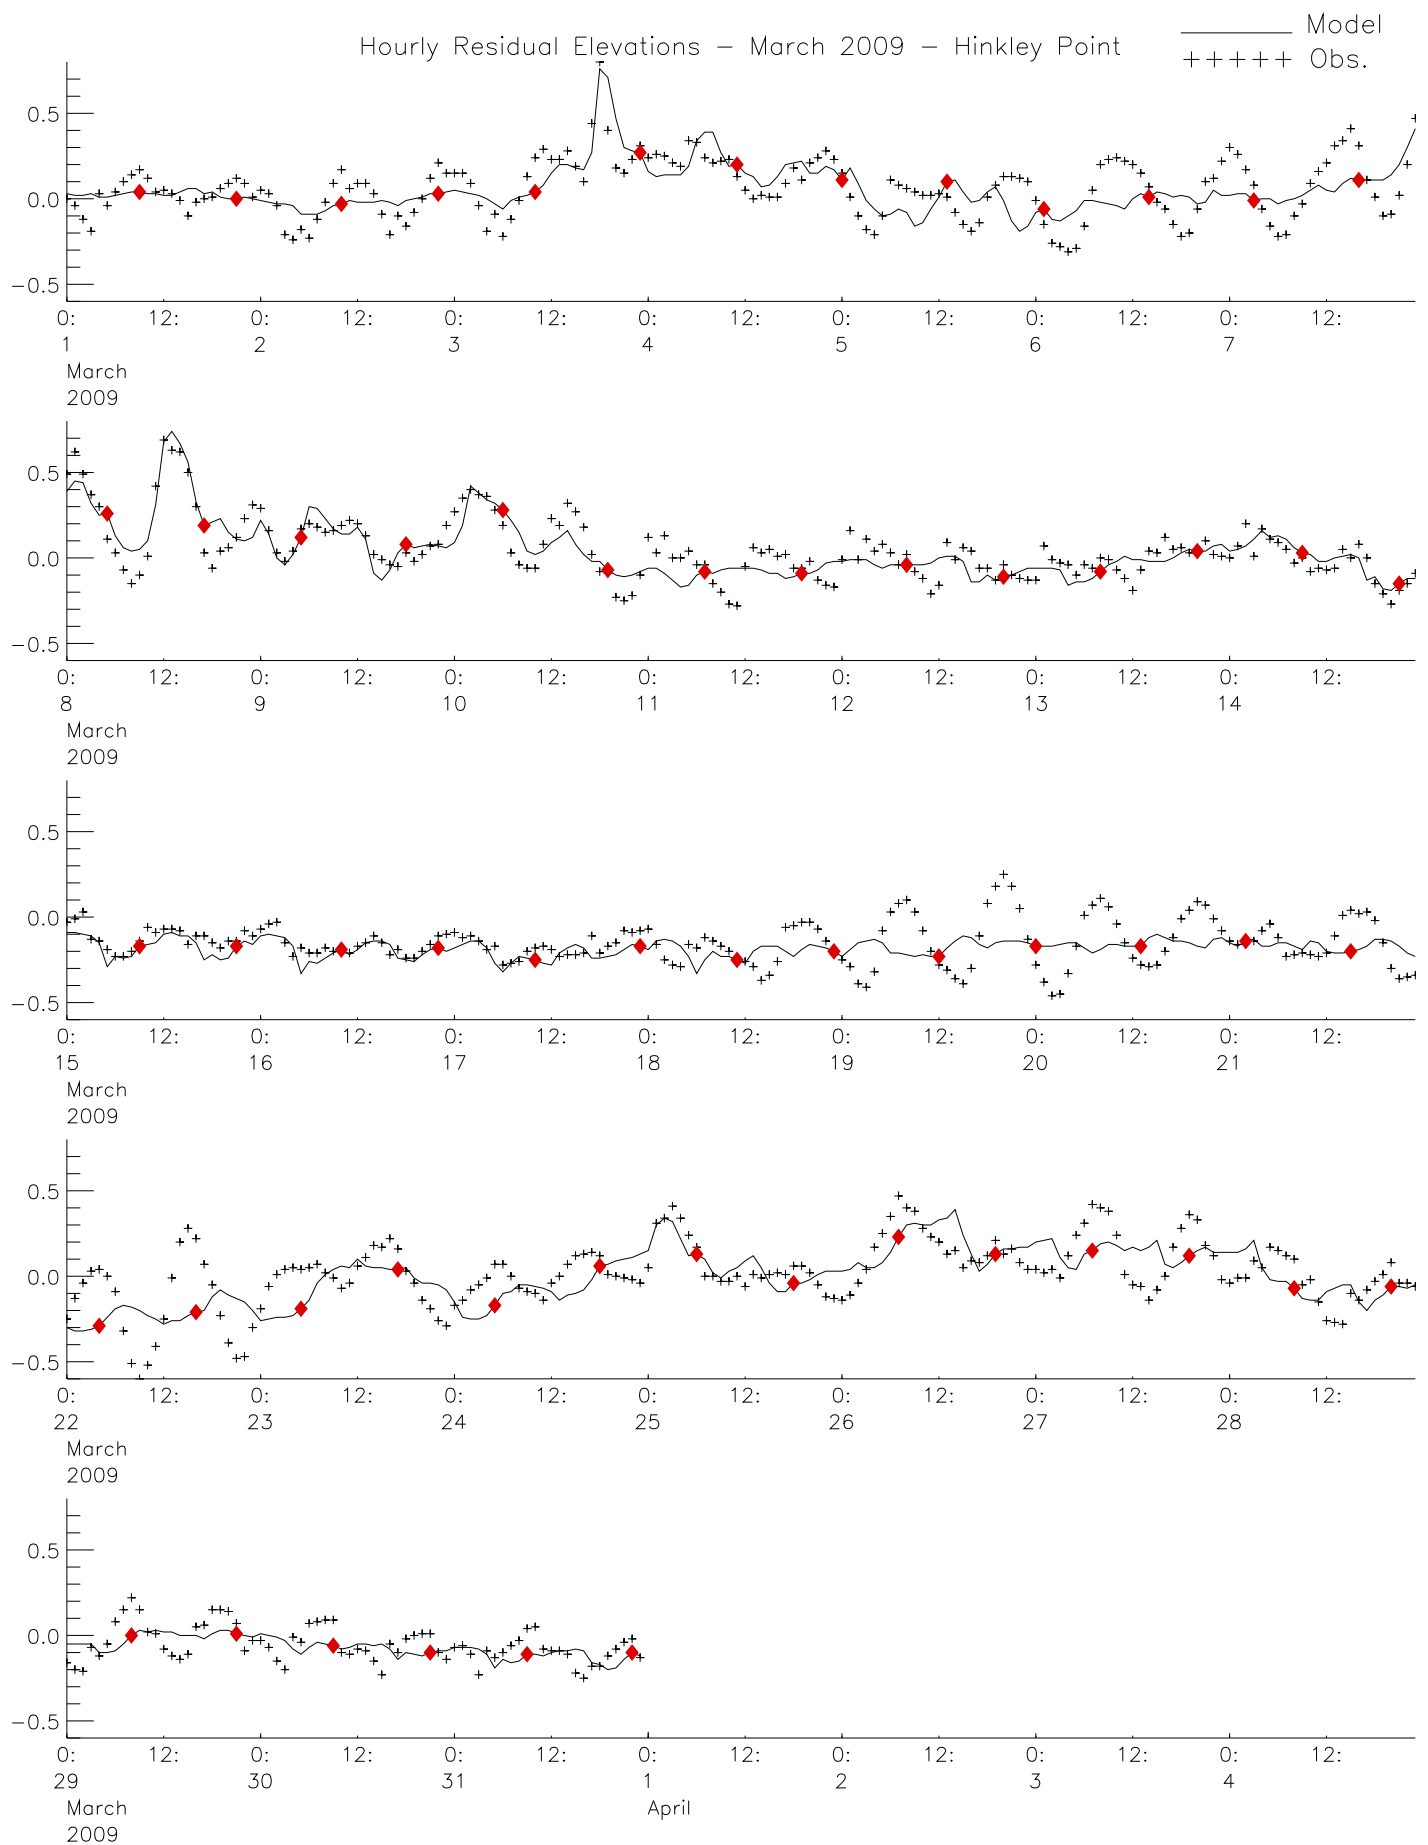 Hourly Residual Elevations – March 2009 – Hinkley Point
Model
+++++ Obs.
0.5
0.0
−0.5
0: 12: 0: 12: 0: 12: 0: 12: 0: 12: 0: 12: 0: 12:
1 2 3 4 5 6 7
March
2009
0.5
0.0
−0.5
0: 12: 0: 12: 0: 12: 0: 12: 0: 12: 0: 12: 0: 12:
8 9 10 11 12 13 14
March
2009
0.5
0.0
−0.5
0: 12: 0: 12: 0: 12: 0: 12: 0: 12: 0: 12: 0: 12:
15 16 17 18 19 20 21
March
2009
0.5
0.0
−0.5
0: 12: 0: 12: 0: 12: 0: 12: 0: 12: 0: 12: 0: 12:
22 23 24 25 26 27 28
March
2009
0.5
0.0
−0.5
0: 12: 0: 12: 0: 12: 0: 12: 0: 12: 0: 12: 0: 12:
29 30 31 1 2 3 4
March April
2009